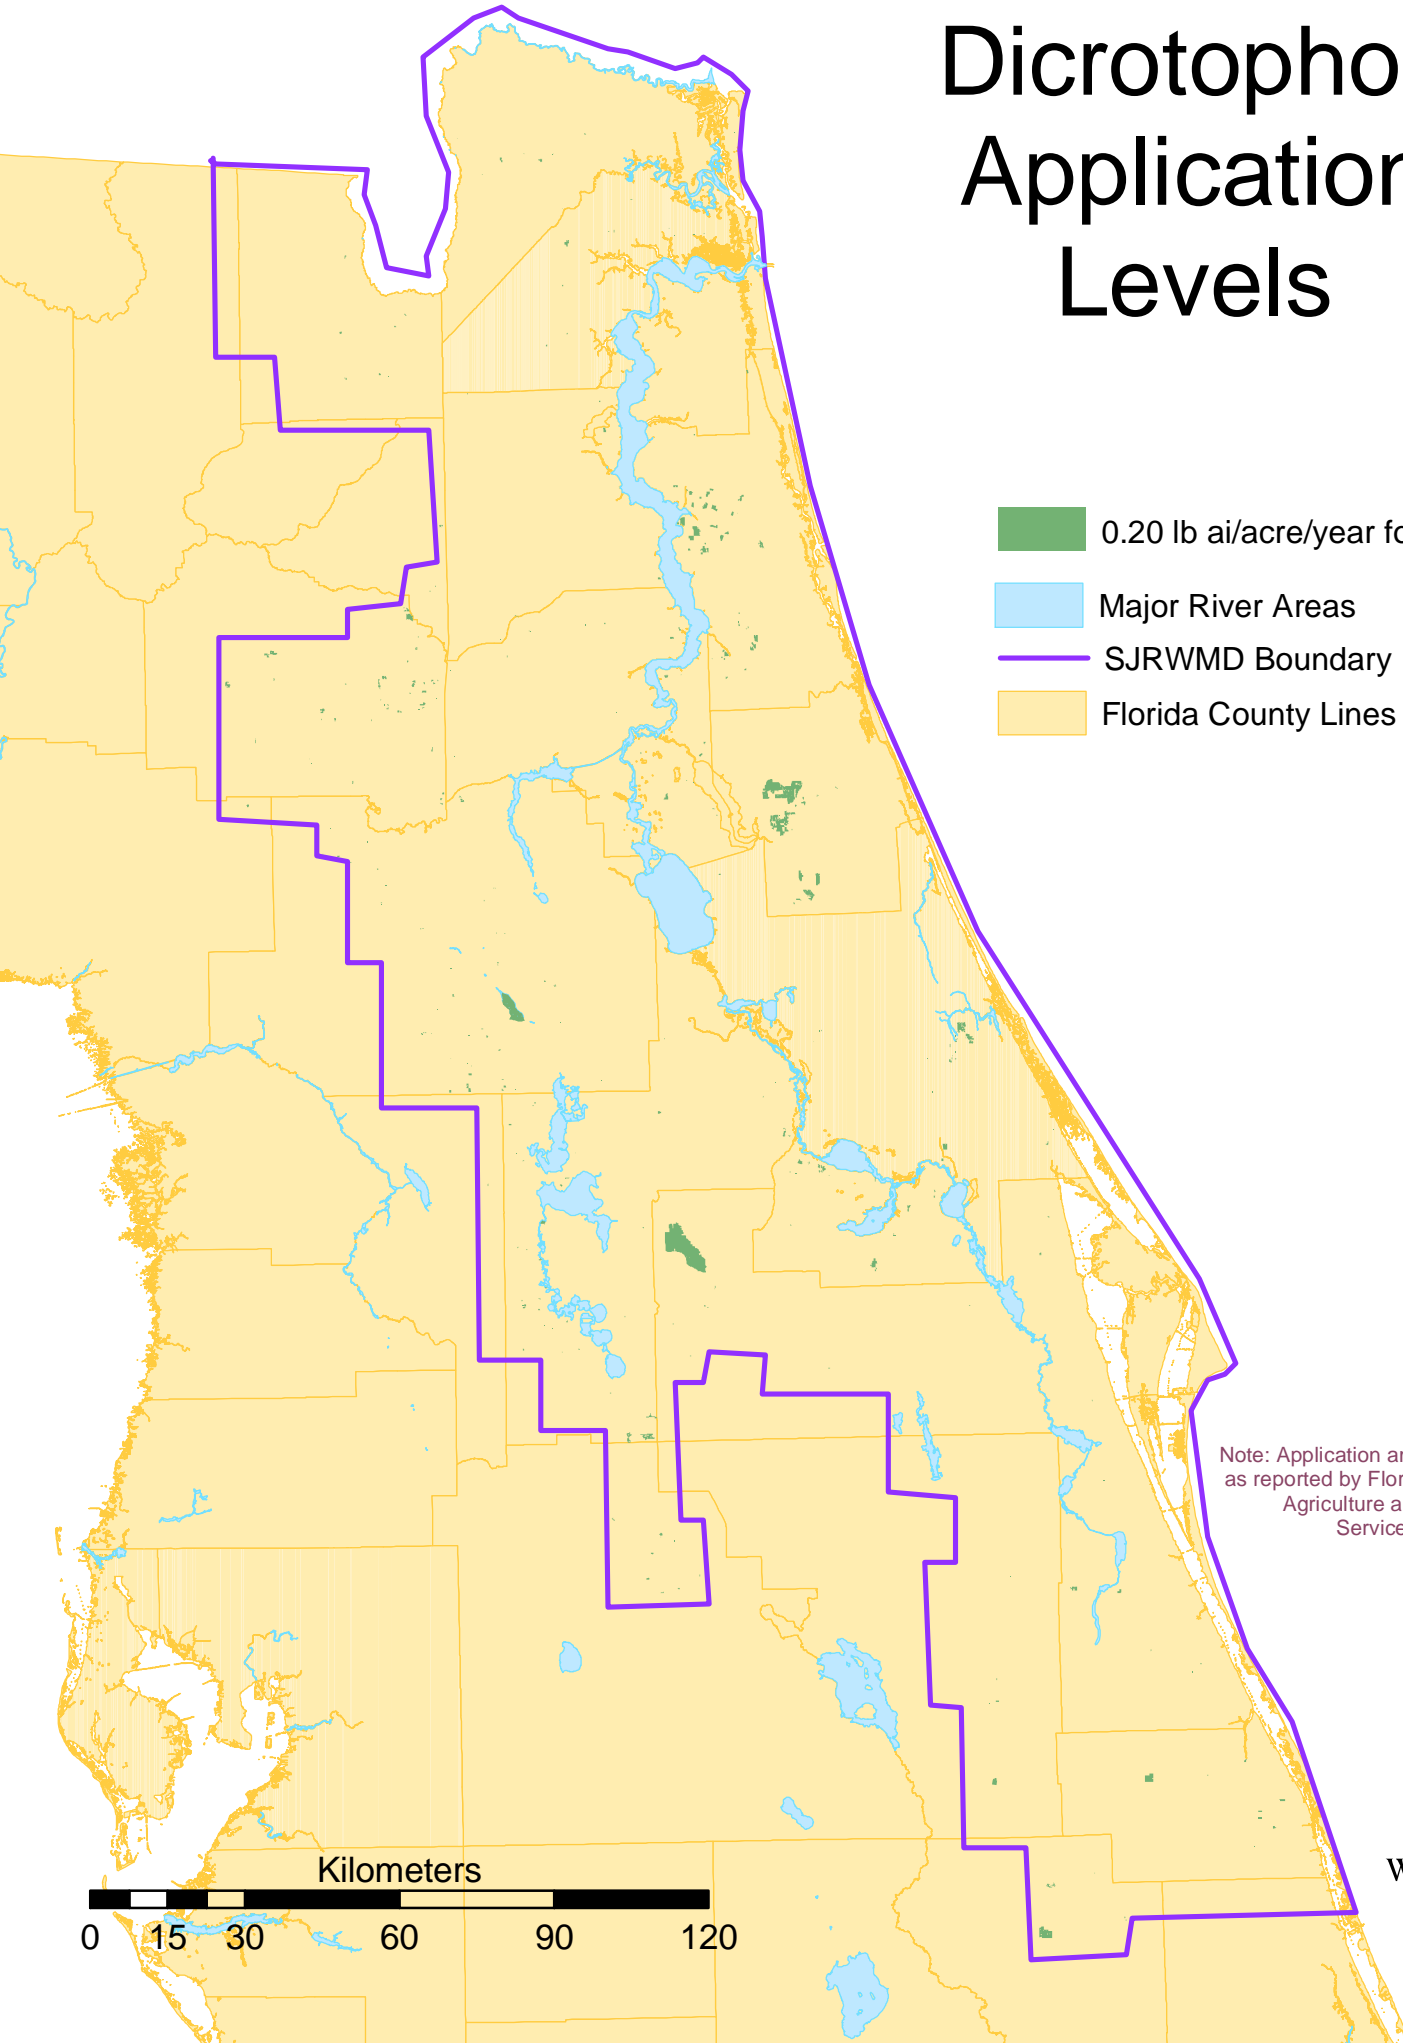 Dicrotopho
Application
Levels
0.20 lb ai/acre/year fo
Major River Areas
SJRWMD Boundary
Florida County Lines
Note: Application ar
as reported by Flor
Agriculture a
Service
W
Kilometers
0 15 30 60 90 120